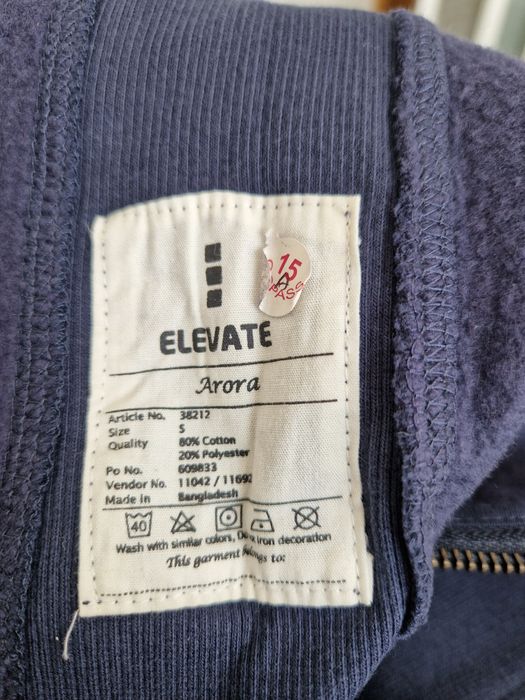 15
A
PASS
ELEVATE
Arora
Article No. 38212
Size S
Quality 80% Cotton
20% Polyester
Po No. 609833
Vendor No. 11042 / 11692
Made in Bangladesh
40
Wash with similar colors, Do iron decoration
This garment belongs to: